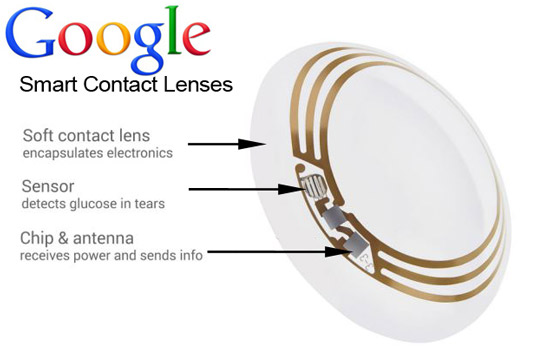 Google
Smart Contact Lenses
Soft contact lens
encapsulates electronics
Sensor
detects glucose in tears
Chip & antenna
receives power and sends info